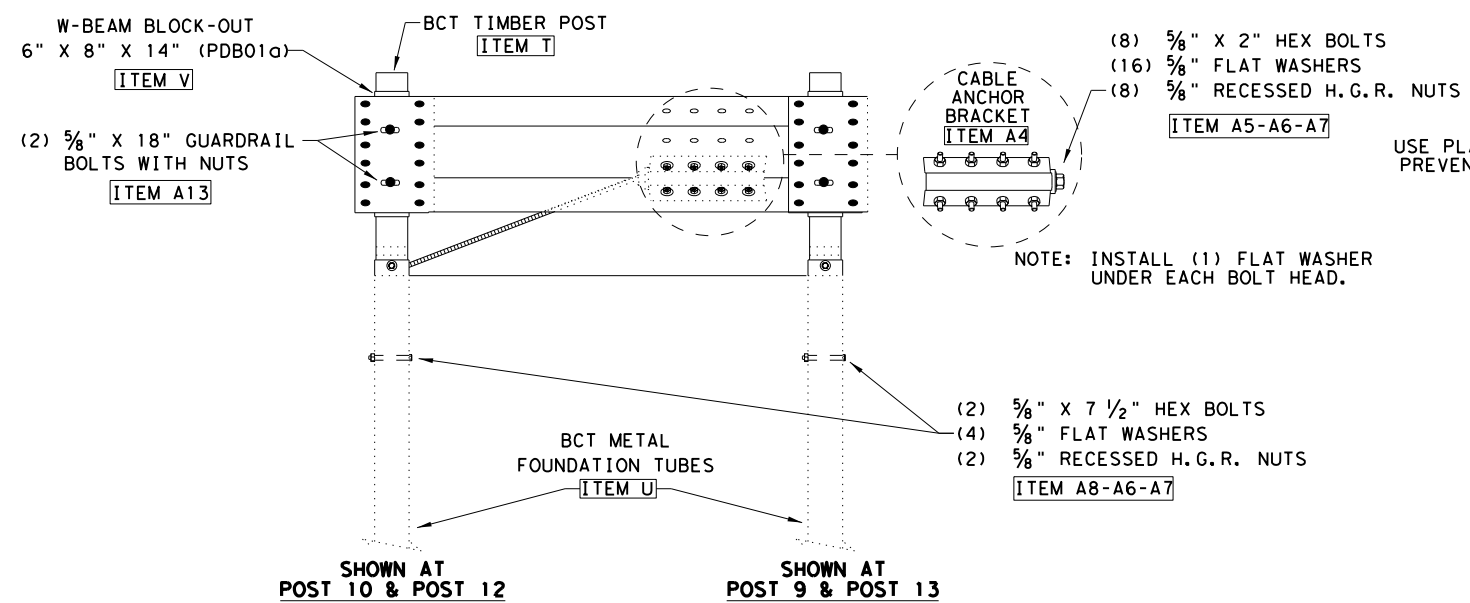 W-BEAM BLOCK-OUT
6" X 8" X 14" (PDB01a)
ITEM V
BCT TIMBER POST
ITEM T
(2) ⅝" X 18" GUARDRAIL
BOLTS WITH NUTS
ITEM A13
CABLE
ANCHOR
BRACKET
ITEM A4
(8) ⅝" X 2" HEX BOLTS
(16) ⅝" FLAT WASHERS
(8) ⅝" RECESSED H.G.R. NUTS
ITEM A5-A6-A7
USE PL
PREVEN
NOTE: INSTALL (1) FLAT WASHER
UNDER EACH BOLT HEAD.
(2) ⅝" X 7 ½" HEX BOLTS
(4) ⅝" FLAT WASHERS
(2) ⅝" RECESSED H.G.R. NUTS
ITEM A8-A6-A7
BCT METAL
FOUNDATION TUBES
ITEM U
SHOWN AT
POST 10 & POST 12
SHOWN AT
POST 9 & POST 13